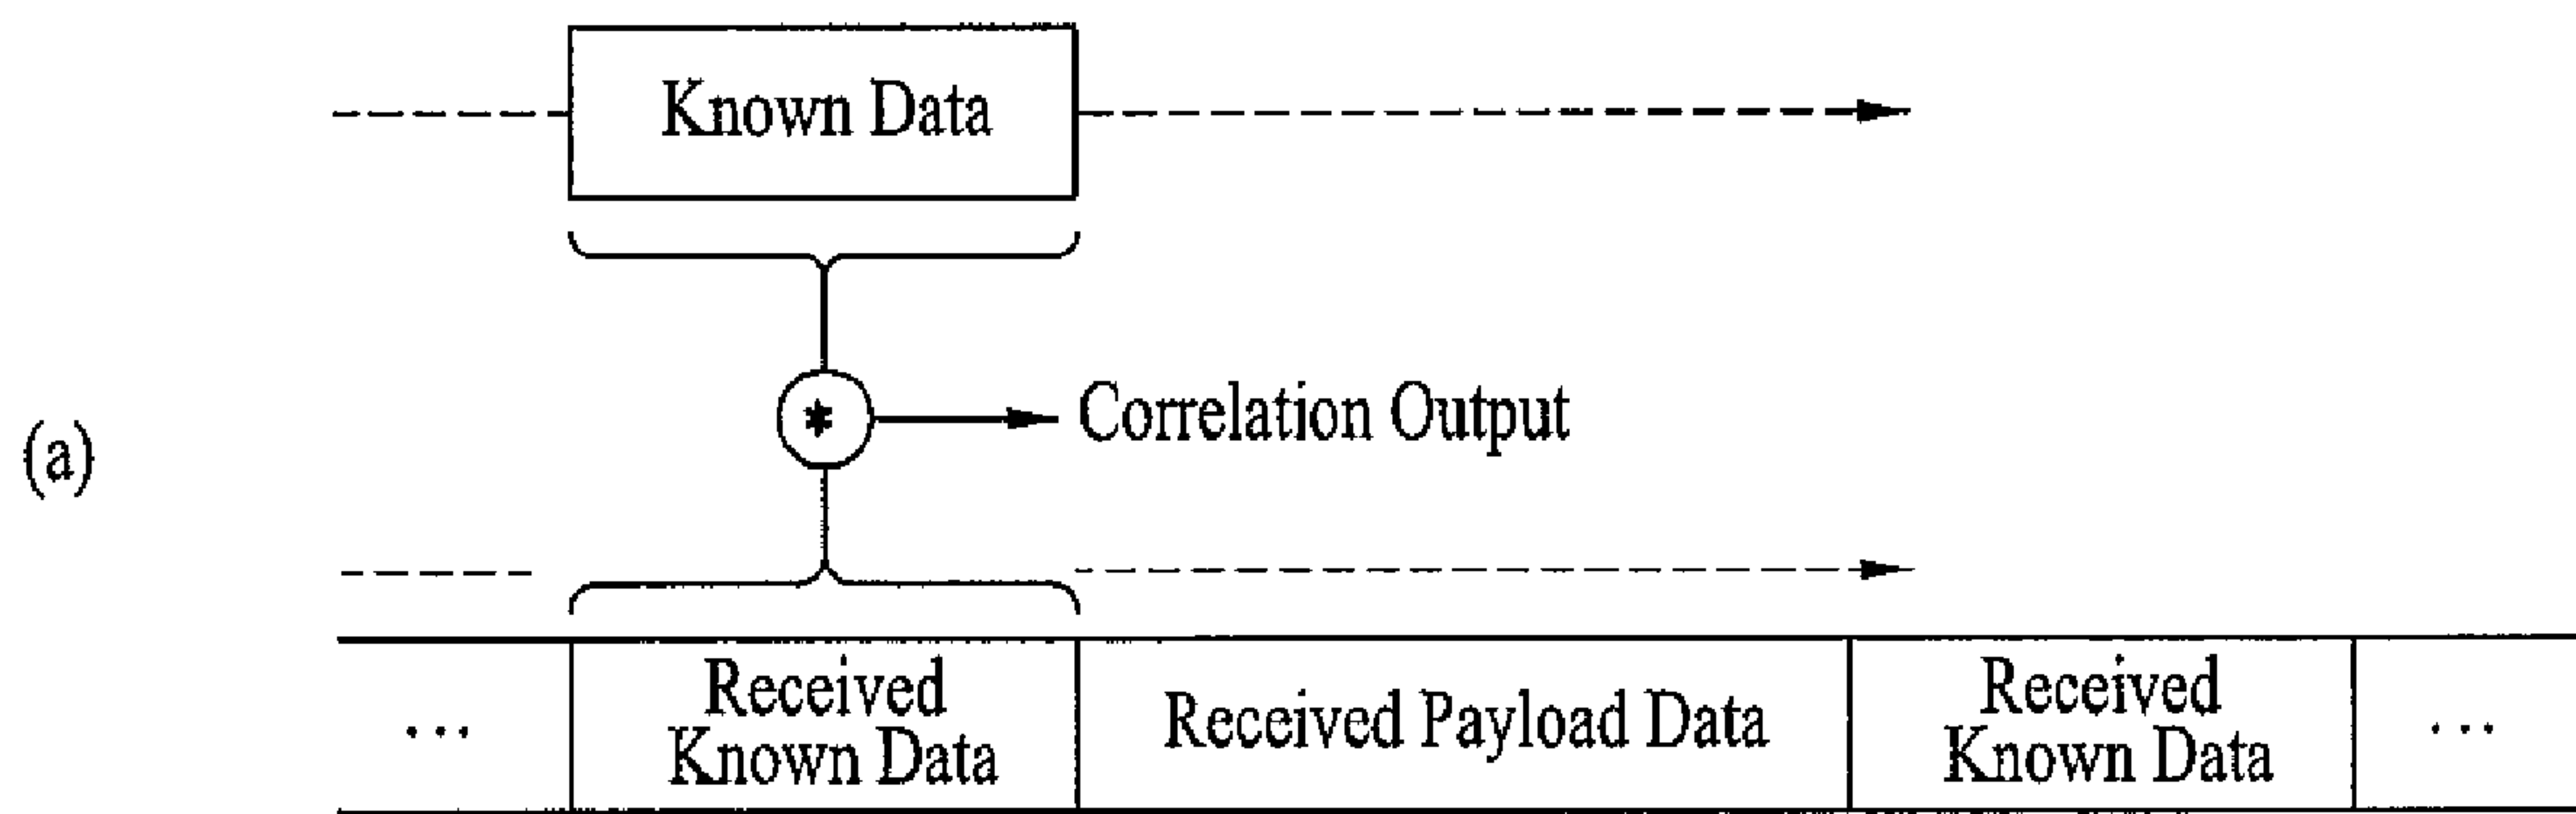 Known Data
*
Correlation Output
(a)
...
Received
Known Data
Received Payload Data
Received
Known Data
...